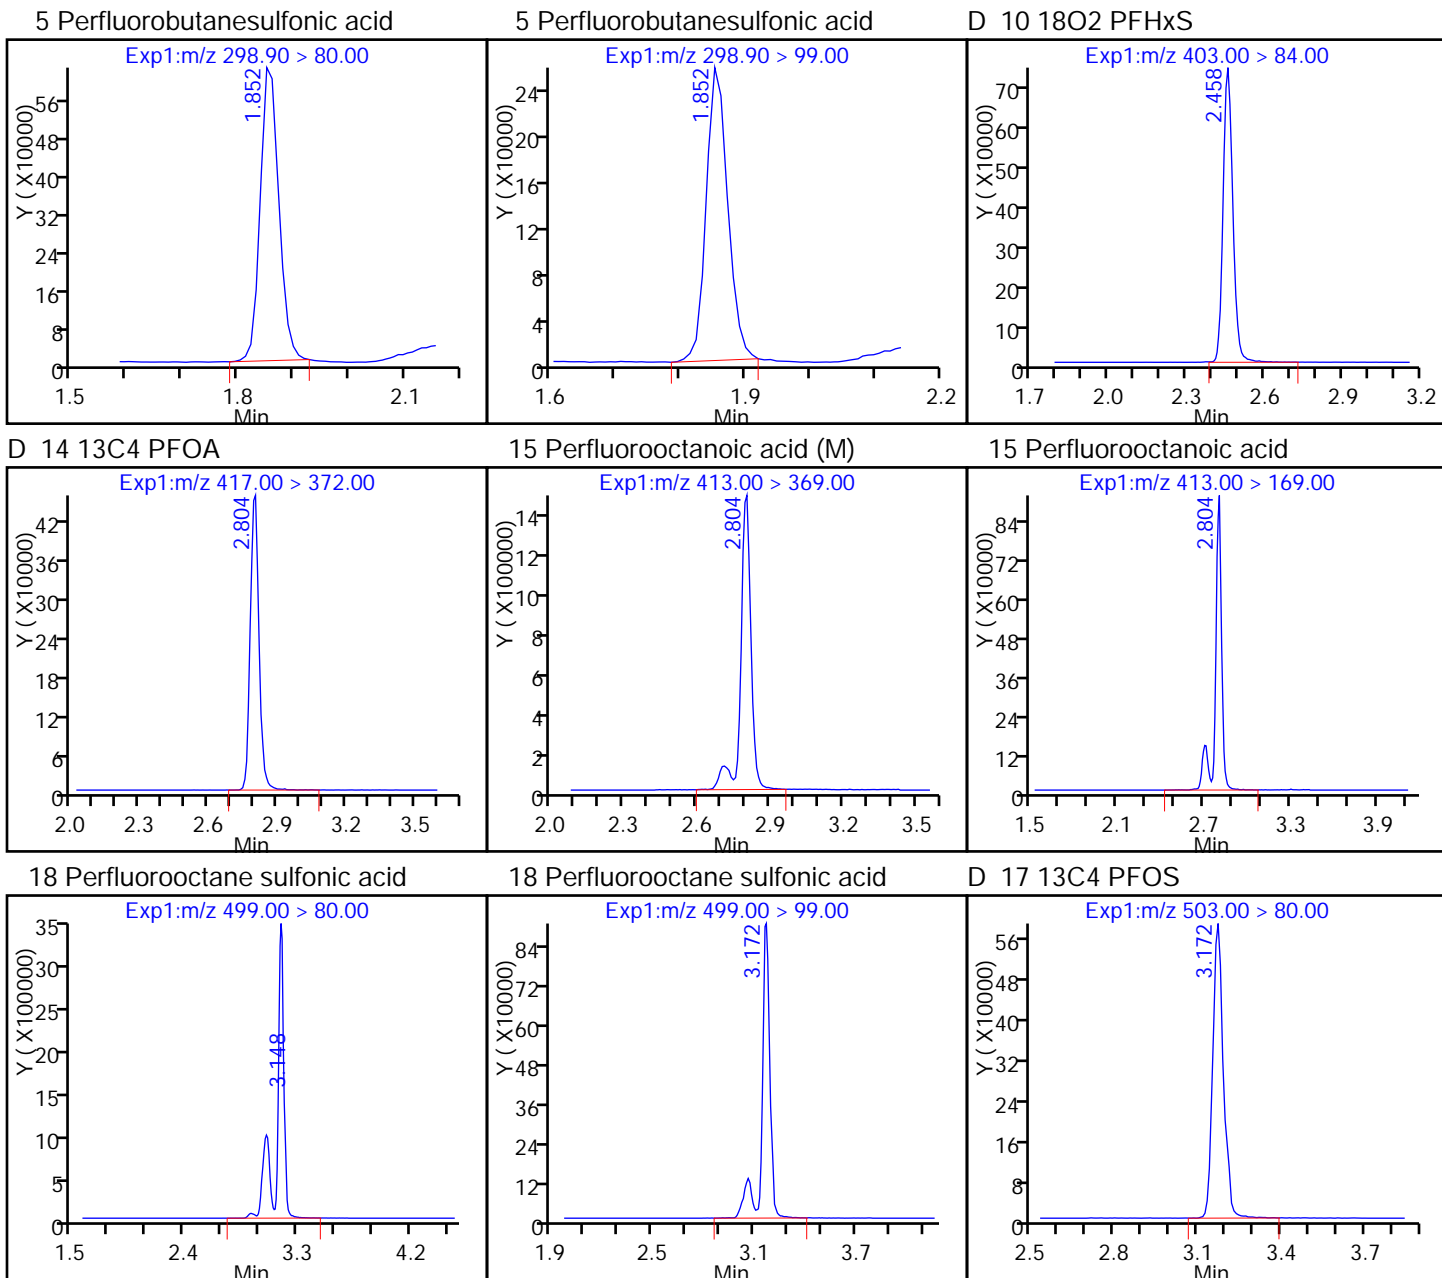 5 Perfluorobutanesulfonic acid
Exp1:m/z 298.90 > 80.00
1.852
Y ( X10000)
56
48
40
32
24
16
8
0
1.5 1.8 2.1
Min
5 Perfluorobutanesulfonic acid
Exp1:m/z 298.90 > 99.00
1.852
Y ( X10000)
24
20
16
12
8
4
0
1.6 1.9 2.2
Min
D 10 18O2 PFHxS
Exp1:m/z 403.00 > 84.00
2.458
Y ( X10000)
70
60
50
40
30
20
10
0
1.7 2.0 2.3 2.6 2.9 3.2
Min
D 14 13C4 PFOA
Exp1:m/z 417.00 > 372.00
2.804
Y ( X10000)
42
36
30
24
18
12
6
0
2.0 2.3 2.6 2.9 3.2 3.5
Min
15 Perfluorooctanoic acid (M)
Exp1:m/z 413.00 > 369.00
2.804
Y ( X100000)
14
12
10
8
6
4
2
0
2.0 2.3 2.6 2.9 3.2 3.5
Min
15 Perfluorooctanoic acid
Exp1:m/z 413.00 > 169.00
2.804
Y ( X10000)
84
72
60
48
36
24
12
0
1.5 2.1 2.7 3.3 3.9
Min
18 Perfluorooctane sulfonic acid
Exp1:m/z 499.00 > 80.00
3.148
Y ( X100000)
35
30
25
20
15
10
5
0
1.5 2.4 3.3 4.2
Min
18 Perfluorooctane sulfonic acid
Exp1:m/z 499.00 > 99.00
3.172
Y ( X10000)
84
72
60
48
36
24
12
0
1.9 2.5 3.1 3.7
Min
D 17 13C4 PFOS
Exp1:m/z 503.00 > 80.00
3.172
Y ( X10000)
56
48
40
32
24
16
8
0
2.5 2.8 3.1 3.4 3.7
Min